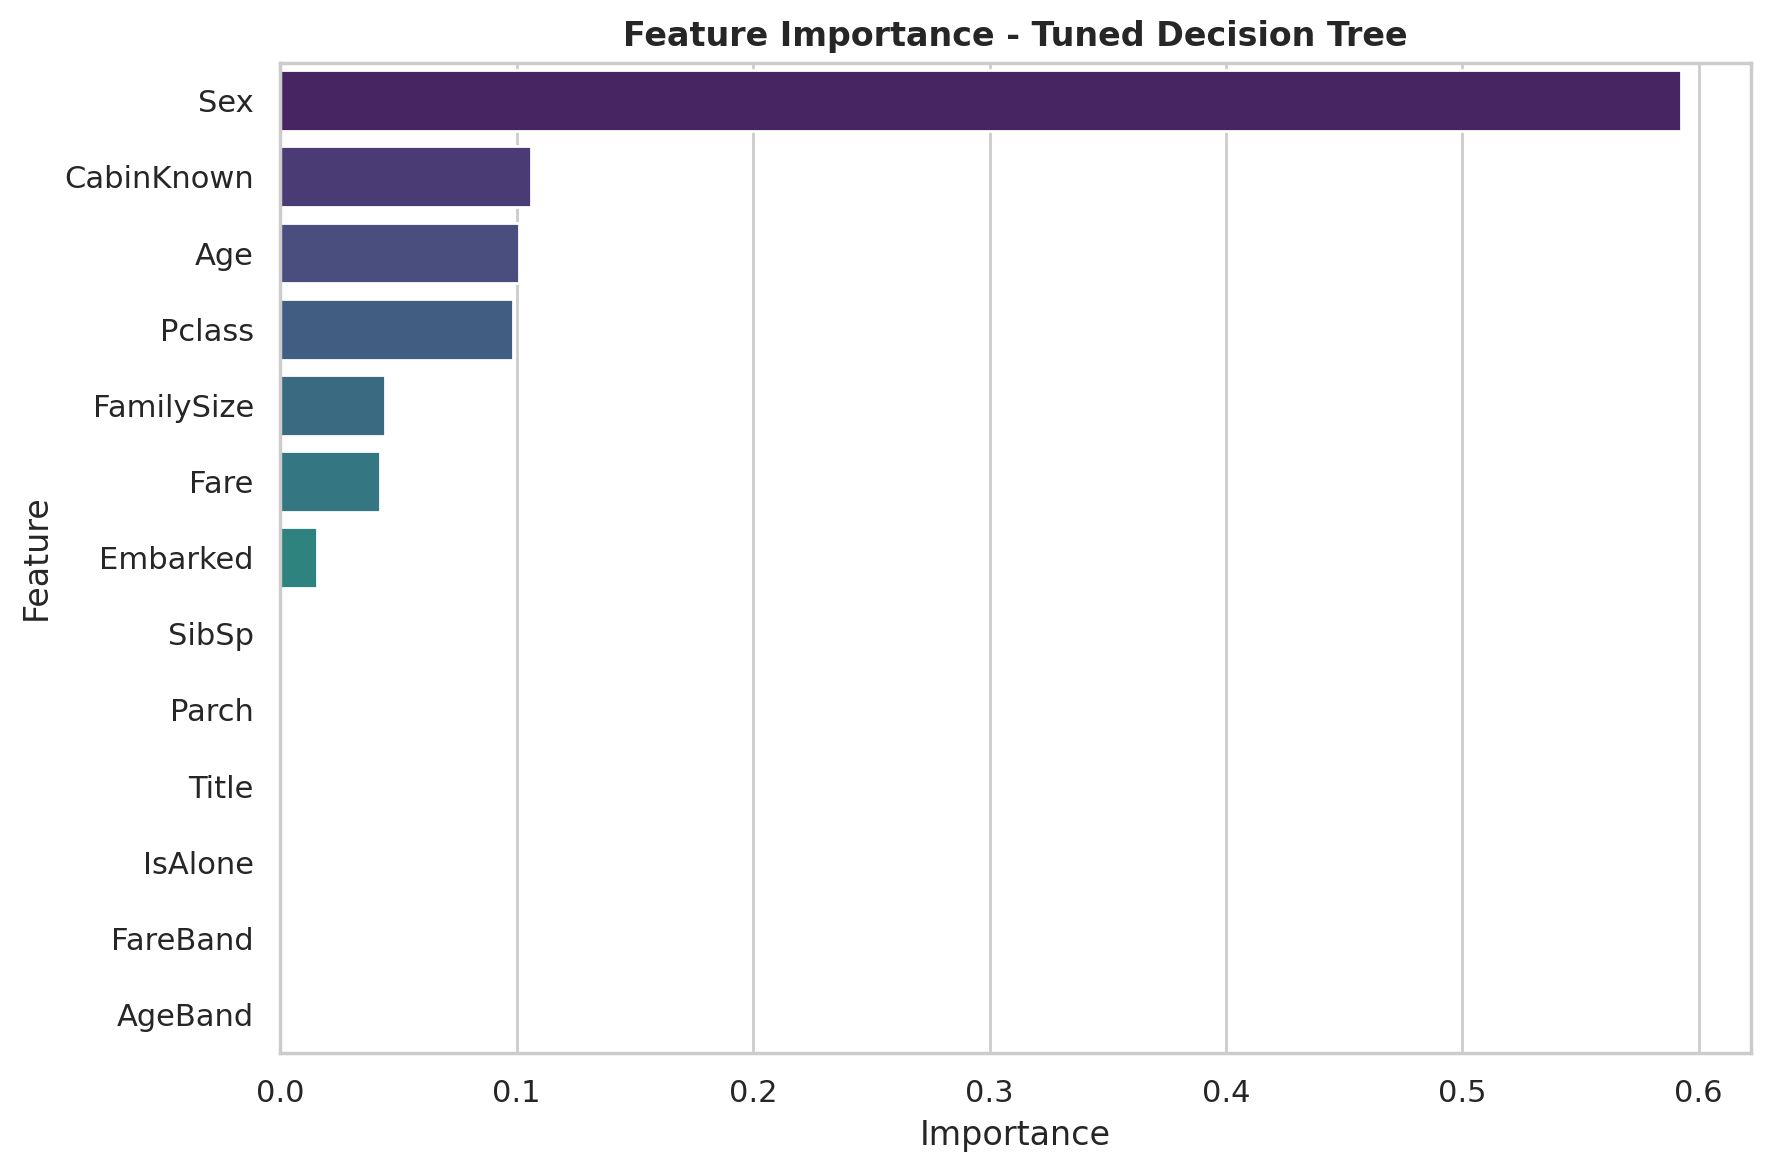 Feature Importance - Tuned Decision Tree
Feature
Sex
CabinKnown
Age
Pclass
FamilySize
Fare
Embarked
SibSp
Parch
Title
IsAlone
FareBand
AgeBand
0.0 0.1 0.2 0.3 0.4 0.5 0.6
Importance